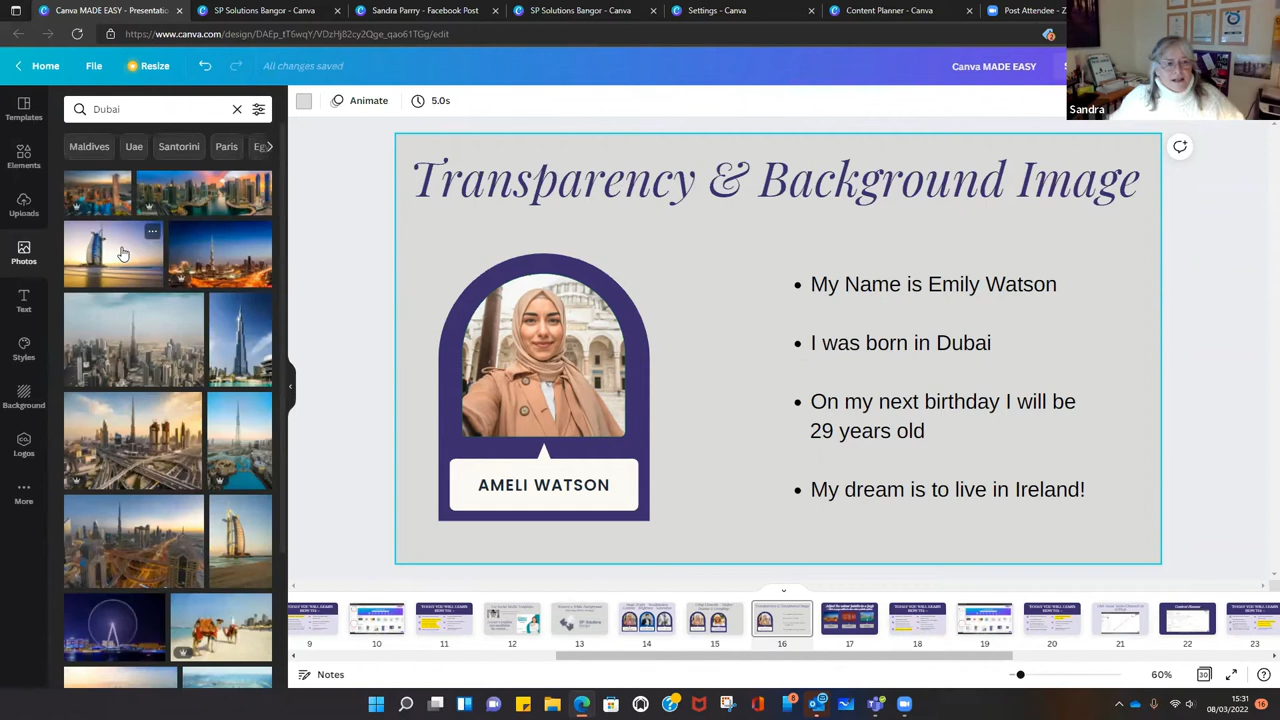 Canva MADE EASY - Presentatio
SP Solutions Bangor - Canva
Sandra Parrry - Facebook Post
SP Solutions Bangor - Canva
Settings - Canva
Content Planner - Canva
Post Attendee - Z
https://www.canva.com/design/DAEp_tT6wqY/VDzHj82cy2Qge_qao61TGg/edit
Home
File
Resize
All changes saved
Canva MADE EASY
Sandra
Templates
Elements
Uploads
Photos
Text
Styles
Background
Logos
More
Dubai
Maldives
Uae
Santorini
Paris
Eg
Animate
5.0s
Transparency & Background Image
AMELI WATSON
• My Name is Emily Watson
• I was born in Dubai
• On my next birthday I will be
29 years old
• My dream is to live in Ireland!
9
10
11
12
13
14
15
16
17
18
19
20
21
22
23
Notes
60%
30
15:31
08/03/2022
16